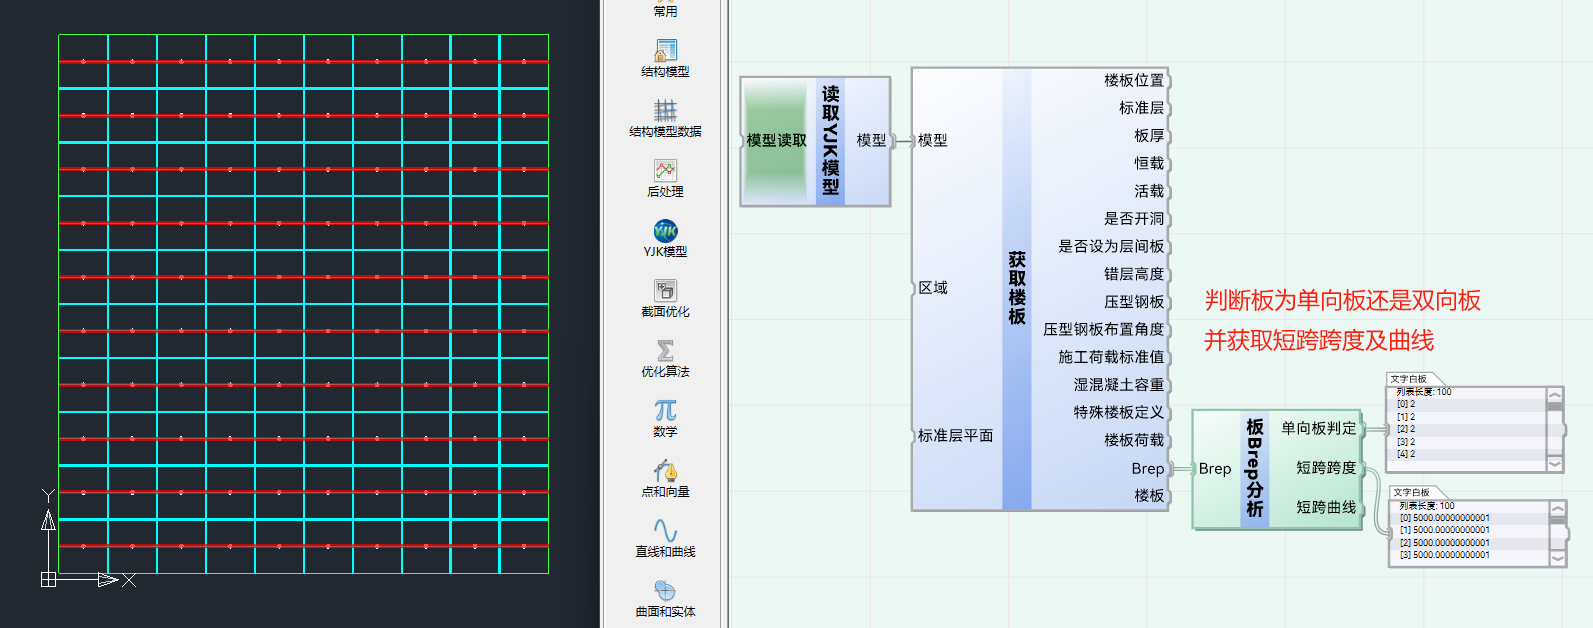 Y
X
常用
结构模型
结构模型数据
后处理
YJK
YJK模型
截面优化
优化算法
数学
点和向量
直线和曲线
曲面和实体
模型读取
读取YJK模型
模型
模型
区域
标准层平面
获取楼板
楼板位置
标准层
板厚
恒载
活载
是否开洞
是否设为层间板
错层高度
压型钢板
压型钢板布置角度
施工荷载标准值
湿混凝土容重
特殊楼板定义
楼板荷载
Brep
楼板
判断板为单向板还是双向板
并获取短跨跨度及曲线
Brep
板Brep分析
单向板判定
短跨跨度
短跨曲线
文字白板
列表长度: 100
[0] 2
[1] 2
[2] 2
[3] 2
[4] 2
文字白板
列表长度: 100
[0] 5000.00000000001
[1] 5000.00000000001
[2] 5000.00000000001
[3] 5000.00000000001